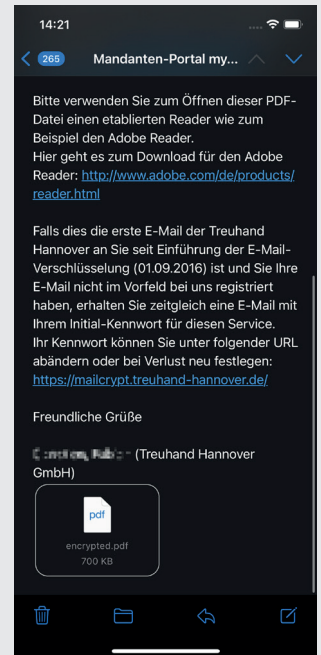 14:21
265
Mandanten-Portal my...
Bitte verwenden Sie zum Öffnen dieser PDF-
Datei einen etablierten Reader wie zum
Beispiel den Adobe Reader.
Hier geht es zum Download für den Adobe
Reader: http://www.adobe.com/de/products/
reader.html
Falls dies die erste E-Mail der Treuhand
Hannover an Sie seit Einführung der E-Mail-
Verschlüsselung (01.09.2016) ist und Sie Ihre
E-Mail nicht im Vorfeld bei uns registriert
haben, erhalten Sie zeitgleich eine E-Mail mit
Ihrem Initial-Kennwort für diesen Service.
Ihr Kennwort können Sie unter folgender URL
abändern oder bei Verlust neu festlegen:
https://mailcrypt.treuhand-hannover.de/
Freundliche Grüße
(Treuhand Hannover
GmbH)
pdf
encrypted.pdf
700 KB